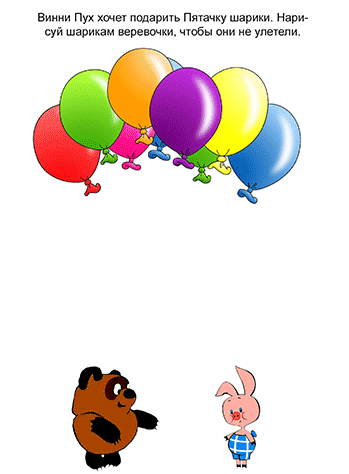 Винни Пух хочет подарить Пятачку шарики. Нари-
суй шарикам веревочки, чтобы они не улетели.